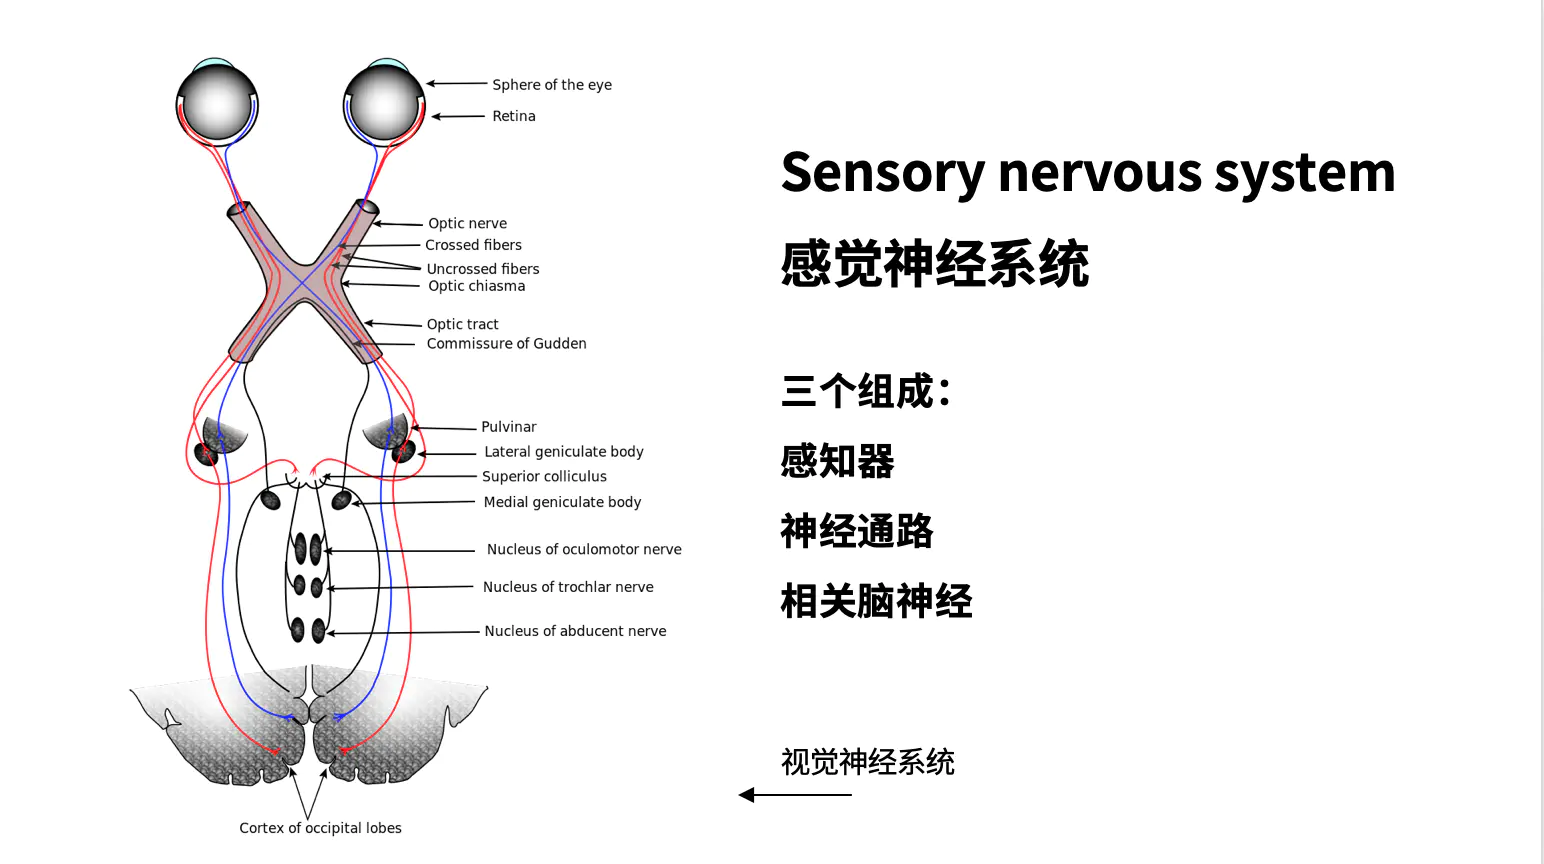 Sphere of the eye
Retina
Optic nerve
Crossed fibers
Uncrossed fibers
Optic chiasma
Optic tract
Commissure of Gudden
Pulvinar
Lateral geniculate body
Superior colliculus
Medial geniculate body
Nucleus of oculomotor nerve
Nucleus of trochlar nerve
Nucleus of abducent nerve
Cortex of occipital lobes
Sensory nervous system
感觉神经系统
三个组成：
感知器
神经通路
相关脑神经
视觉神经系统